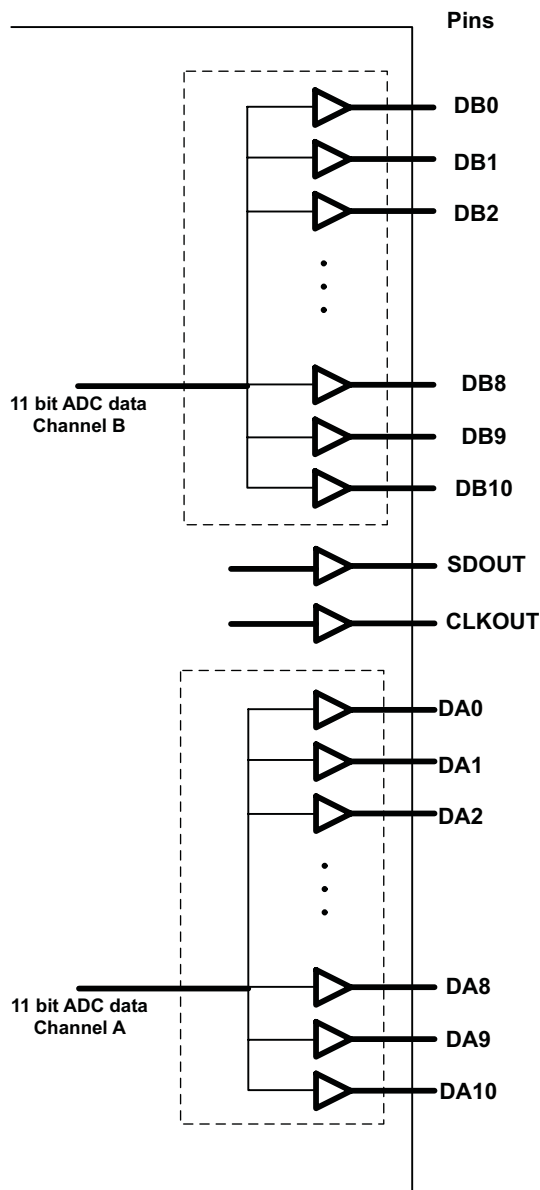 Pins
DB0
DB1
DB2
DB8
11 bit ADC data
Channel B
DB9
DB10
SDOUT
CLKOUT
DA0
DA1
DA2
DA8
11 bit ADC data
Channel A
DA9
DA10